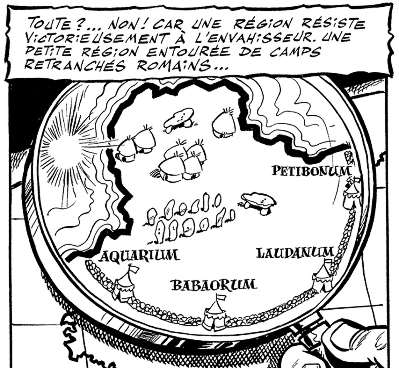 TOUTE?... NON! CAR UNE RÉGION RÉSISTE
VICTORIEUSEMENT À L'ENVAHISSEUR. UNE
PETITE RÉGION ENTOURÉE DE CAMPS
RETRANCHÉS ROMAINS...
PETIBONUM
AQUARIUM
LAUDANUM
BABAORUM